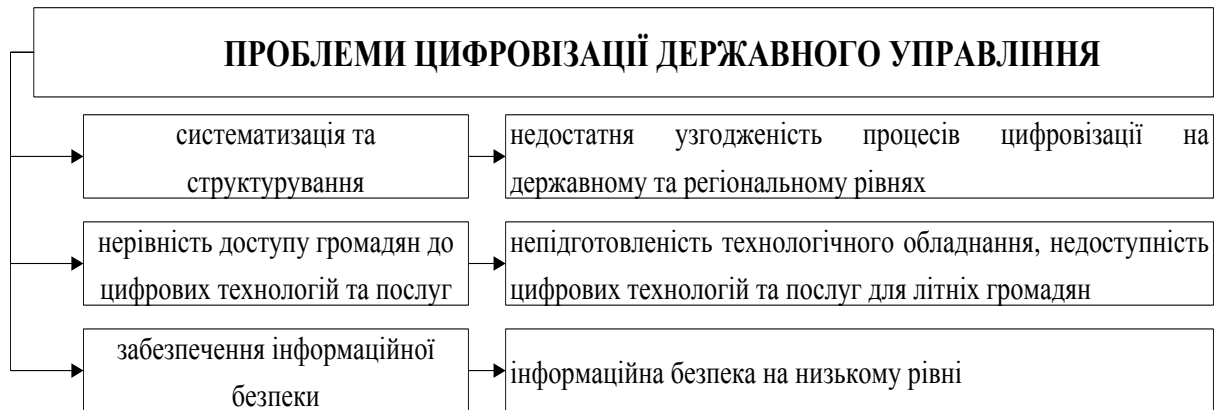 ПРОБЛЕМИ ЦИФРОВІЗАЦІЇ ДЕРЖАВНОГО УПРАВЛІННЯ
систематизація та
структурування
недостатня узгодженість процесів цифровізації на
державному та регіональному рівнях
нерівність доступу громадян до
цифрових технологій та послуг
непідготовленість технологічного обладнання, недоступність
цифрових технологій та послуг для літніх громадян
забезпечення інформаційної
безпеки
інформаційна безпека на низькому рівні